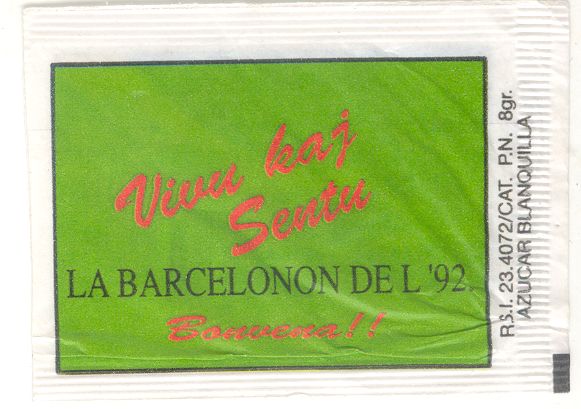 Vivu kaj
Sentu
LA BARCELONON DE L '92.
Bonvena!!
R.S.I. 23.4072/CAT. P.N. 8gr.
AZUCAR BLANQUILLA